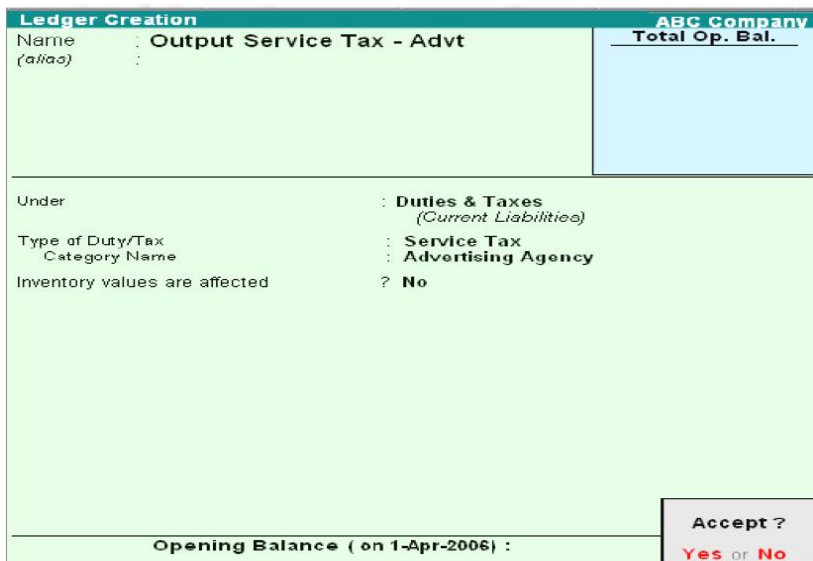 Ledger Creation ABC Company
Name : Output Service Tax - Advt Total Op. Bal.
(alias) :
Under : Duties & Taxes
(Current Liabilities)
Type of Duty/Tax : Service Tax
Category Name : Advertising Agency
Inventory values are affected ? No
Accept ?
Opening Balance ( on 1-Apr-2006) :
Yes or No